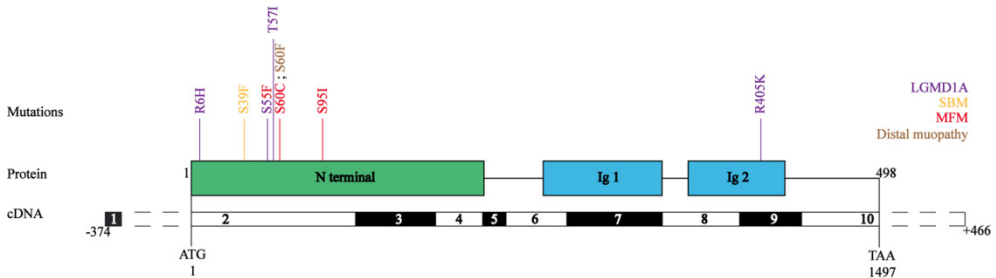 T57I
S60C ; S60F
R6H
S39F
S55F
S95I
R405K
Mutations
LGMD1A
SBM
MFM
Distal muopathy
Protein
1
N terminal
Ig 1
Ig 2
498
cDNA
1
2
3
4
5
6
7
8
9
10
-374
+466
ATG
1
TAA
1497